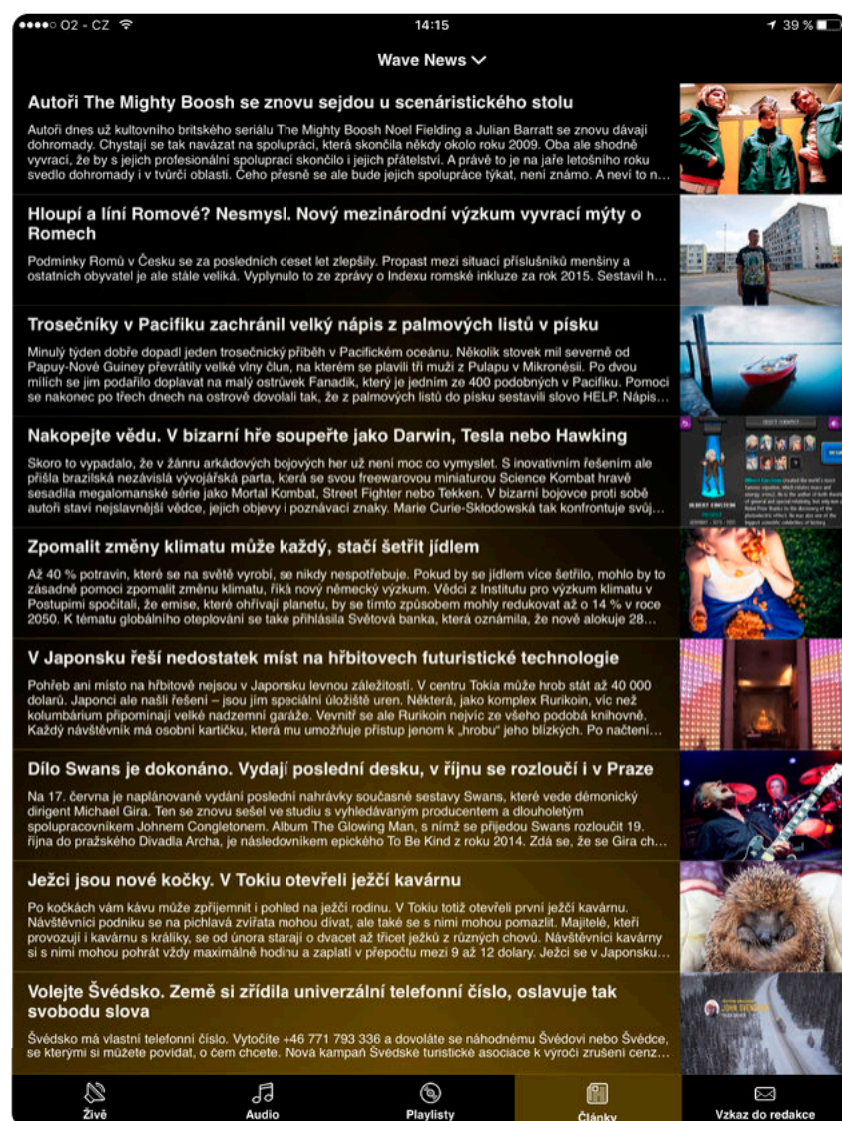 O2 - CZ
14:15
39 %
Wave News
Autoři The Mighty Boosh se znovu sejdou u scenáristického stolu
Autoři dnes už kultovního britského seriálu The Mighty Boosh Noel Fielding a Julian Barratt se znovu dávají
dohromady. Chystají se tak navázat na spolupráci, která skončila někdy okolo roku 2009. Oba ale shodně
vyvrací, že by s jejich profesionální spoluprací skončilo i jejich přátelství. A právě to je na jaře letošního roku
svedlo dohromady i v tvůrčí oblasti. Čeho přesně se ale bude jejich spolupráce týkat, není známo. A neví to n...
Hloupí a líní Romové? Nesmysl. Nový mezinárodní výzkum vyvrací mýty o
Romech
Podmínky Romů v Česku se za posledních deset let zlepšily. Propast mezi situací příslušníků menšiny a
ostatních obyvatel je ale stále veliká. Vyplynulo to ze zprávy o Indexu romské inkluze za rok 2015. Sestavil h...
Trosečníky v Pacifiku zachránil velký nápis z palmových listů v písku
Minulý týden dobře dopadl jeden trosečnický příběh v Pacifickém oceánu. Několik stovek mil severně od
Papuy-Nové Guiney převrátily velké vlny člun, na kterém se plavili tři muži z Pulapu v Mikronésii. Po dvou
mílích se jim podařilo doplavat na malý ostrůvek Fanadik, který je jedním ze 400 podobných v Pacifiku. Pomoci
se nakonec po třech dnech na ostrově dovolali tak, že z palmových listů do písku sestavili slovo HELP. Nápis...
Nakopejte vědu. V bizarní hře soupeřte jako Darwin, Tesla nebo Hawking
Skoro to vypadalo, že v žánru arkádových bojových her už není moc co vymyslet. S inovativním řešením ale
přišla brazilská nezávislá vývojářská parta, která se svou freewarovou miniaturou Science Kombat hravě
sesadila megalomanské série jako Mortal Kombat, Street Fighter nebo Tekken. V bizarní bojovce proti sobě
autoři staví nejslavnější vědce, jejich objevy i poznávací znaky. Marie Curie-Skłodowská tak konfrontuje svůj...
ALBERT EINSTEIN
Zpomalit změny klimatu může každý, stačí šetřit jídlem
Až 40 % potravin, které se na světě vyrobí, se nikdy nespotřebuje. Pokud by se jídlem více šetřilo, mohlo by to
zásadně pomoci zpomalit změnu klimatu, říká nový německý výzkum. Vědci z Institutu pro výzkum klimatu v
Postupimi spočítali, že emise, které ohřívají planetu, by se tímto způsobem mohly redukovat až o 14 % v roce
2050. K tématu globálního oteplování se také přihlásila Světová banka, která oznámila, že nově alokuje 28...
V Japonsku řeší nedostatek míst na hřbitovech futuristické technologie
Pohřeb ani místo na hřbitově nejsou v Japonsku levnou záležitostí. V centru Tokia může hrob stát až 40 000
dolarů. Japonci ale našli řešení – jsou jím speciální úložiště uren. Některá, jako komplex Rurikoin, víc než
kolumbárium připomínají velké nadzemní garáže. Vevnitř se ale Rurikoin nejvíc ze všeho podobá knihovně.
Každý návštěvník má osobní kartičku, která mu umožňuje přístup jenom k „hrobu“ jeho blízkých. Po načtení...
Dílo Swans je dokonáno. Vydají poslední desku, v říjnu se rozloučí i v Praze
Na 17. června je naplánované vydání poslední nahrávky současné sestavy Swans, které vede démonický
dirigent Michael Gira. Ten se znovu sešel ve studiu s vyhledávaným producentem a dlouholetým
spolupracovníkem Johnem Congletonem. Album The Glowing Man, s nímž se přijedou Swans rozloučit 19.
října do pražského Divadla Archa, je následovníkem epického To Be Kind z roku 2014. Zdá se, že se Gira ch...
Ježci jsou nové kočky. V Tokiu otevřeli ježčí kavárnu
Po kočkách vám kávu může zpříjemnit i pohled na ježčí rodinu. V Tokiu totiž otevřeli první ježčí kavárnu.
Návštěvníci podniku se na pichlavá zvířata mohou dívat, ale také se s nimi mohou pomazlit. Majitelé, kteří
provozují i kavárnu s králíky, se od února starají o dvacet až třicet ježků z různých chovů. Návštěvníci kavárny
si s nimi mohou pohrát vždy maximálně hodinu a zaplatí v přepočtu mezi 9 až 12 dolary. Ježci se v Japonsku...
Volejte Švédsko. Země si zřídila univerzální telefonní číslo, oslavuje tak
svobodu slova
Švédsko má vlastní telefonní číslo. Vytočíte +46 771 793 336 a dovoláte se náhodnému Švédovi nebo Švédce,
se kterými si můžete povídat, o čem chcete. Nová kampaň Švédské turistické asociace k výročí zrušení cenz...
Živě
Audio
Playlisty
Články
Vzkaz do redakce